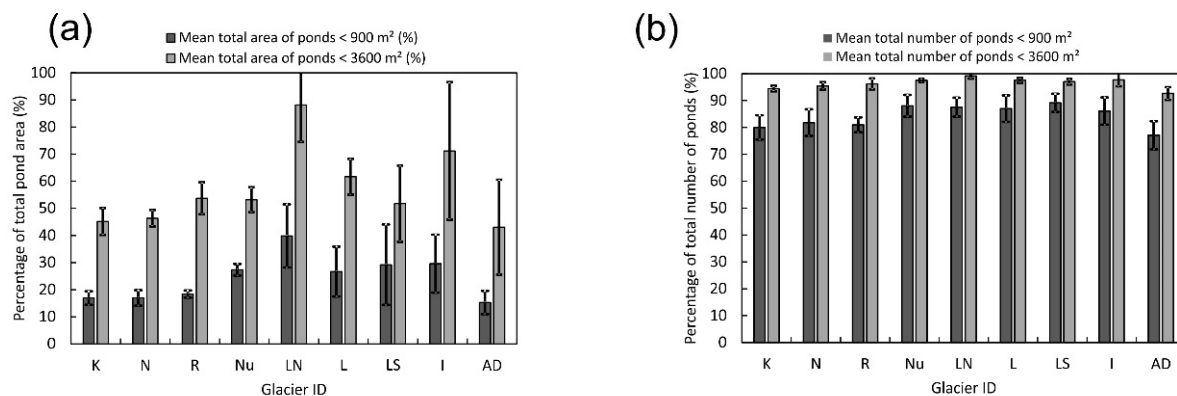 (a)
Mean total area of ponds < 900 m² (%)
Mean total area of ponds < 3600 m² (%)
Percentage of total pond area (%)
100
90
80
70
60
50
40
30
20
10
0
K N R Nu LN L LS I AD
Glacier ID
(b)
Mean total number of ponds < 900 m²
Mean total number of ponds < 3600 m²
Percentage of total number of ponds (%)
100
90
80
70
60
50
40
30
20
10
0
K N R Nu LN L LS I AD
Glacier ID